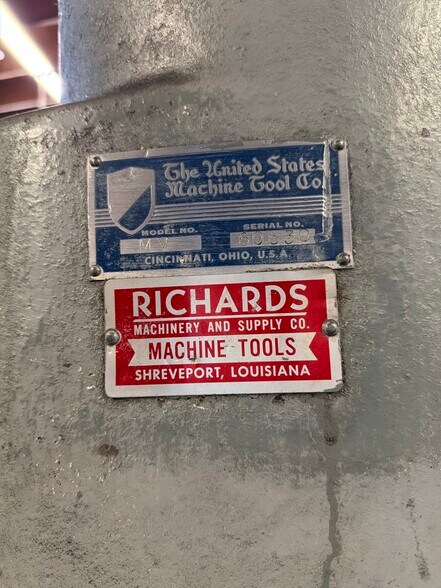 The United States
Machine Tool Co.
MODEL NO. SERIAL NO.
CINCINNATI, OHIO, U.S.A.
RICHARDS
MACHINERY AND SUPPLY CO.
MACHINE TOOLS
SHREVEPORT, LOUISIANA